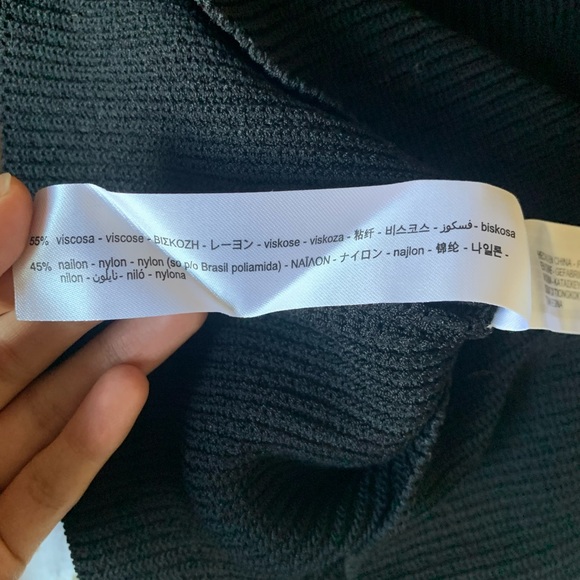 55% viscosa - viscose - ΒΙΣΚΟΖΗ - レーヨン - viskose - viskoza - 粘纤 - 비스코스 - فسكوز - biskosa
45% nailon - nylon - nylon (so p/o Brasil poliamida) - ΝΑΪΛΟΝ - ナイロン - najlon - 锦纶 - 나일론 -
nilon - نايلون - niló - nylona
CHINA